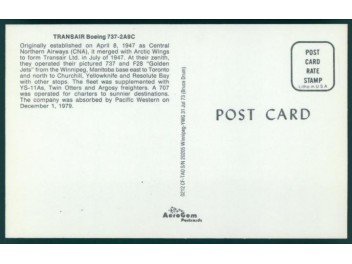 TRANSAIR Boeing 737-2A9C
Originally established on April 8, 1947 as Central
Northern Airways (CNA), it merged with Arctic Wings
to form Transair Ltd. in July of 1947. At their zenith,
they operated their pictured 737 and F28 "Golden
Jets" from the Winnipeg, Manitoba base east to Toronto
and north to Churchill, Yellowknife and Resolute Bay
with other stops. The fleet was supplemented with
YS-11As, Twin Otters and Argosy freighters. A 707
was operated for charters to sunnier destinations.
The company was absorbed by Pacific Western on
December 1, 1979.
POST
CARD
RATE
STAMP
Litho in U.S.A.
POST CARD
AeroGem
Postcards